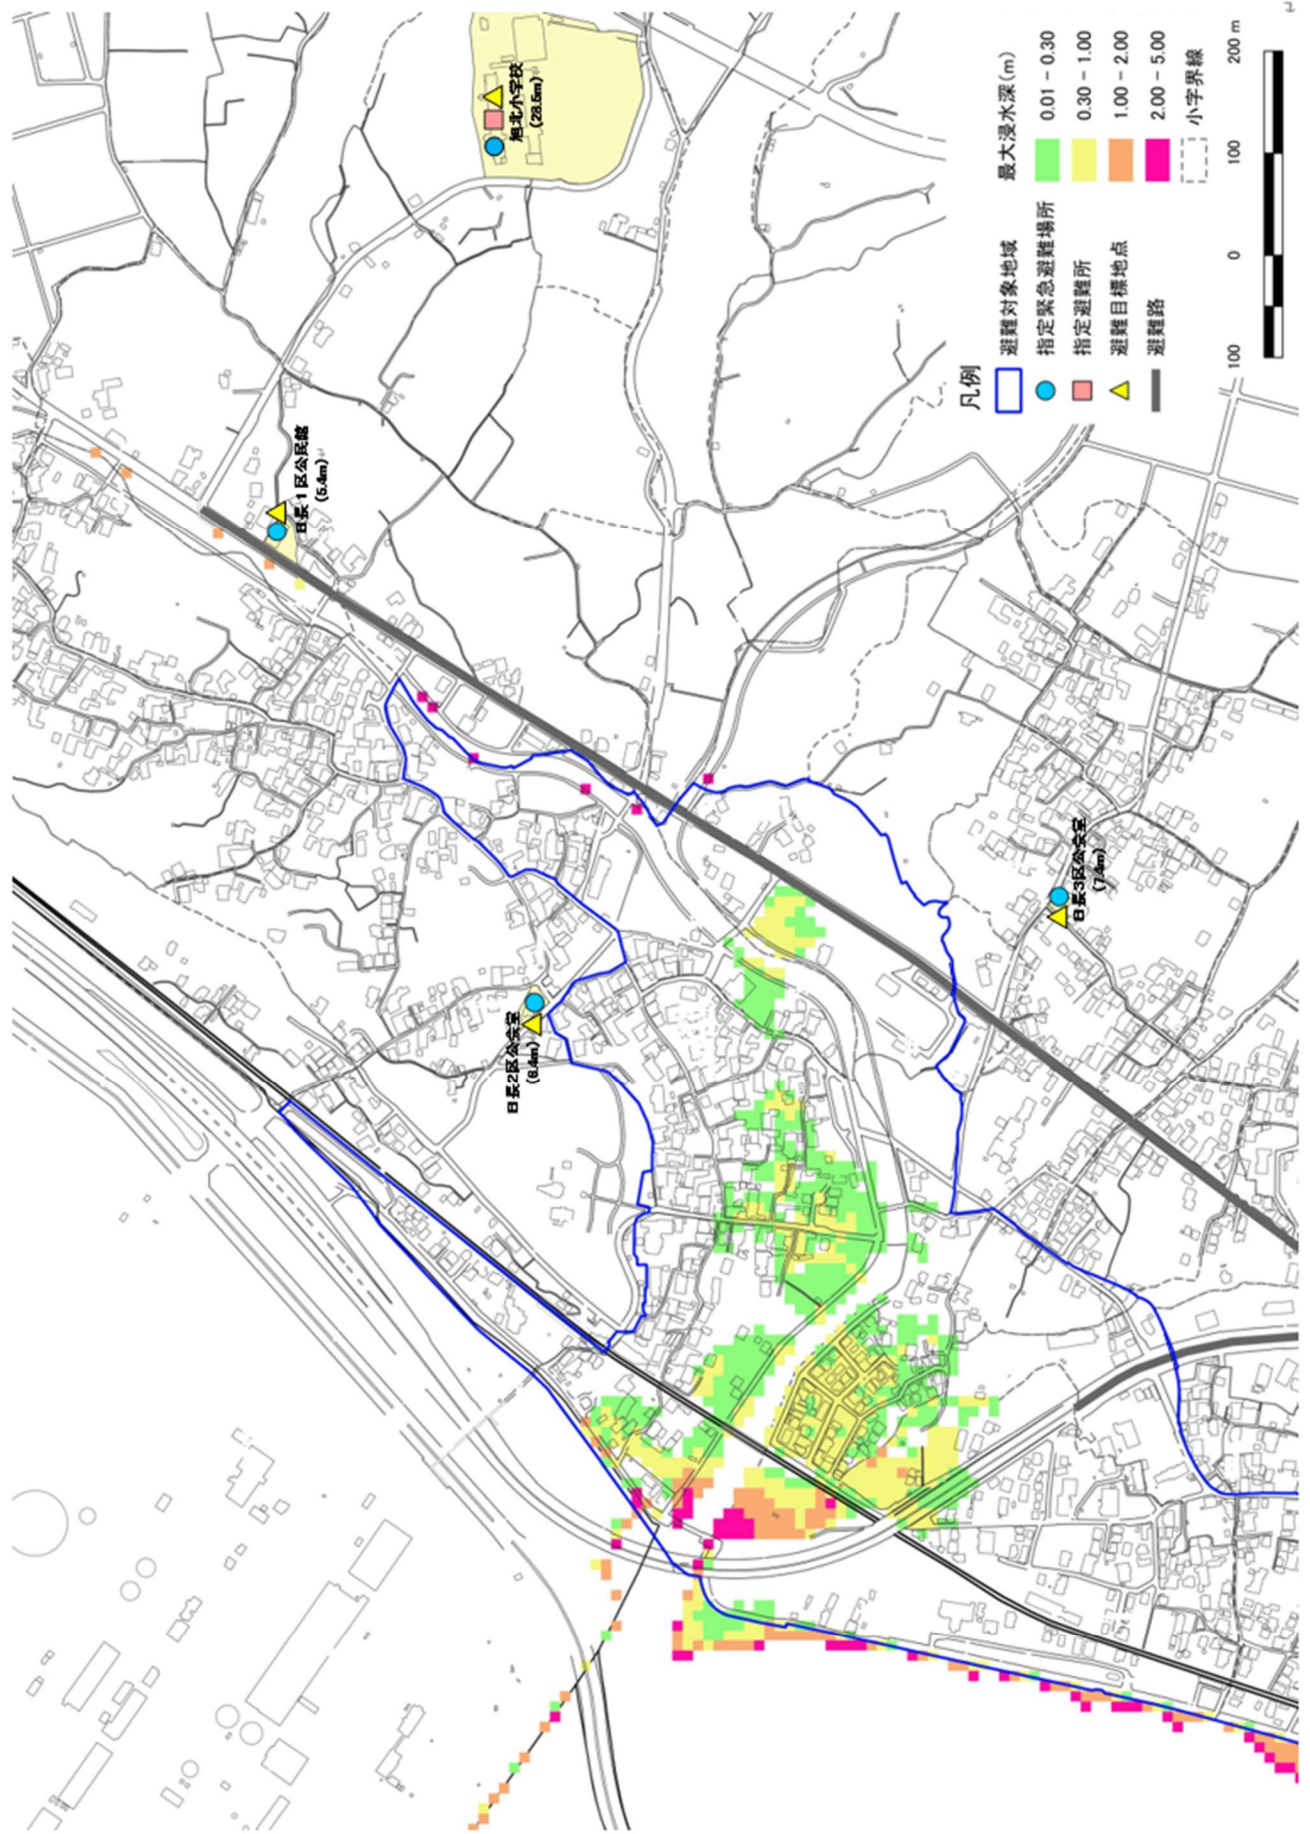 旭北小学校
(28.5m)
日長1区公民館
(5.4m)
日長2区公会堂
(8.4m)
日長3区公会堂
(7.4m)
凡例
避難対象地域
指定緊急避難場所
指定避難所
避難目標地点
避難路
最大浸水深(m)
0.01 - 0.30
0.30 - 1.00
1.00 - 2.00
2.00 - 5.00
小字界線
100 0 100 200 m